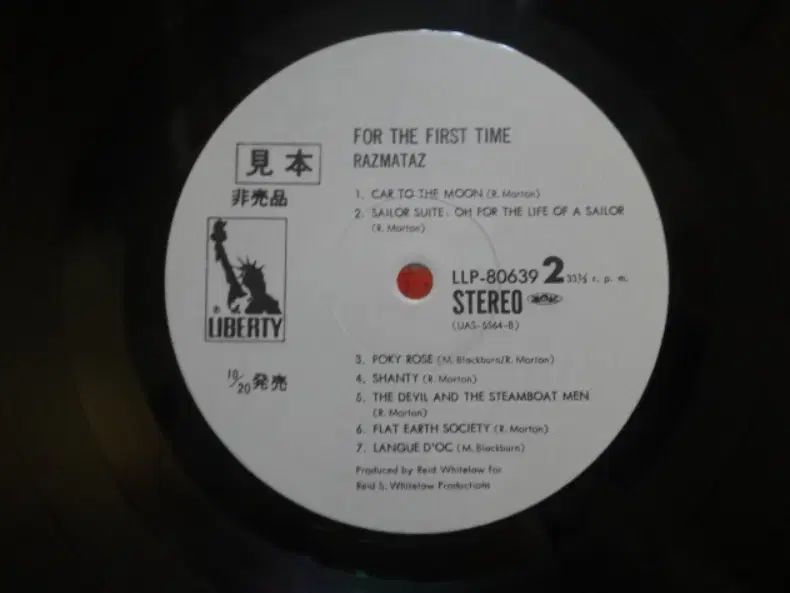 FOR THE FIRST TIME
RAZMATAZ
見本
非売品
LIBERTY
10/20 発売
1. CAR TO THE MOON (R. Morton)
2. SAILOR SUITE: OH FOR THE LIFE OF A SAILOR
(R. Morton)
LLP-80639 2 33⅓ r. p. m.
STEREO
(UAS-5564-B)
3. POKY ROSE (M. Blackburn/R. Morton)
4. SHANTY (R. Morton)
5. THE DEVIL AND THE STEAMBOAT MEN
(R. Morton)
6. FLAT EARTH SOCIETY (R. Morton)
7. LANGUE D'OC (M. Blackburn)
Produced by Reid Whitelaw for
Reid S. Whitelaw Productions